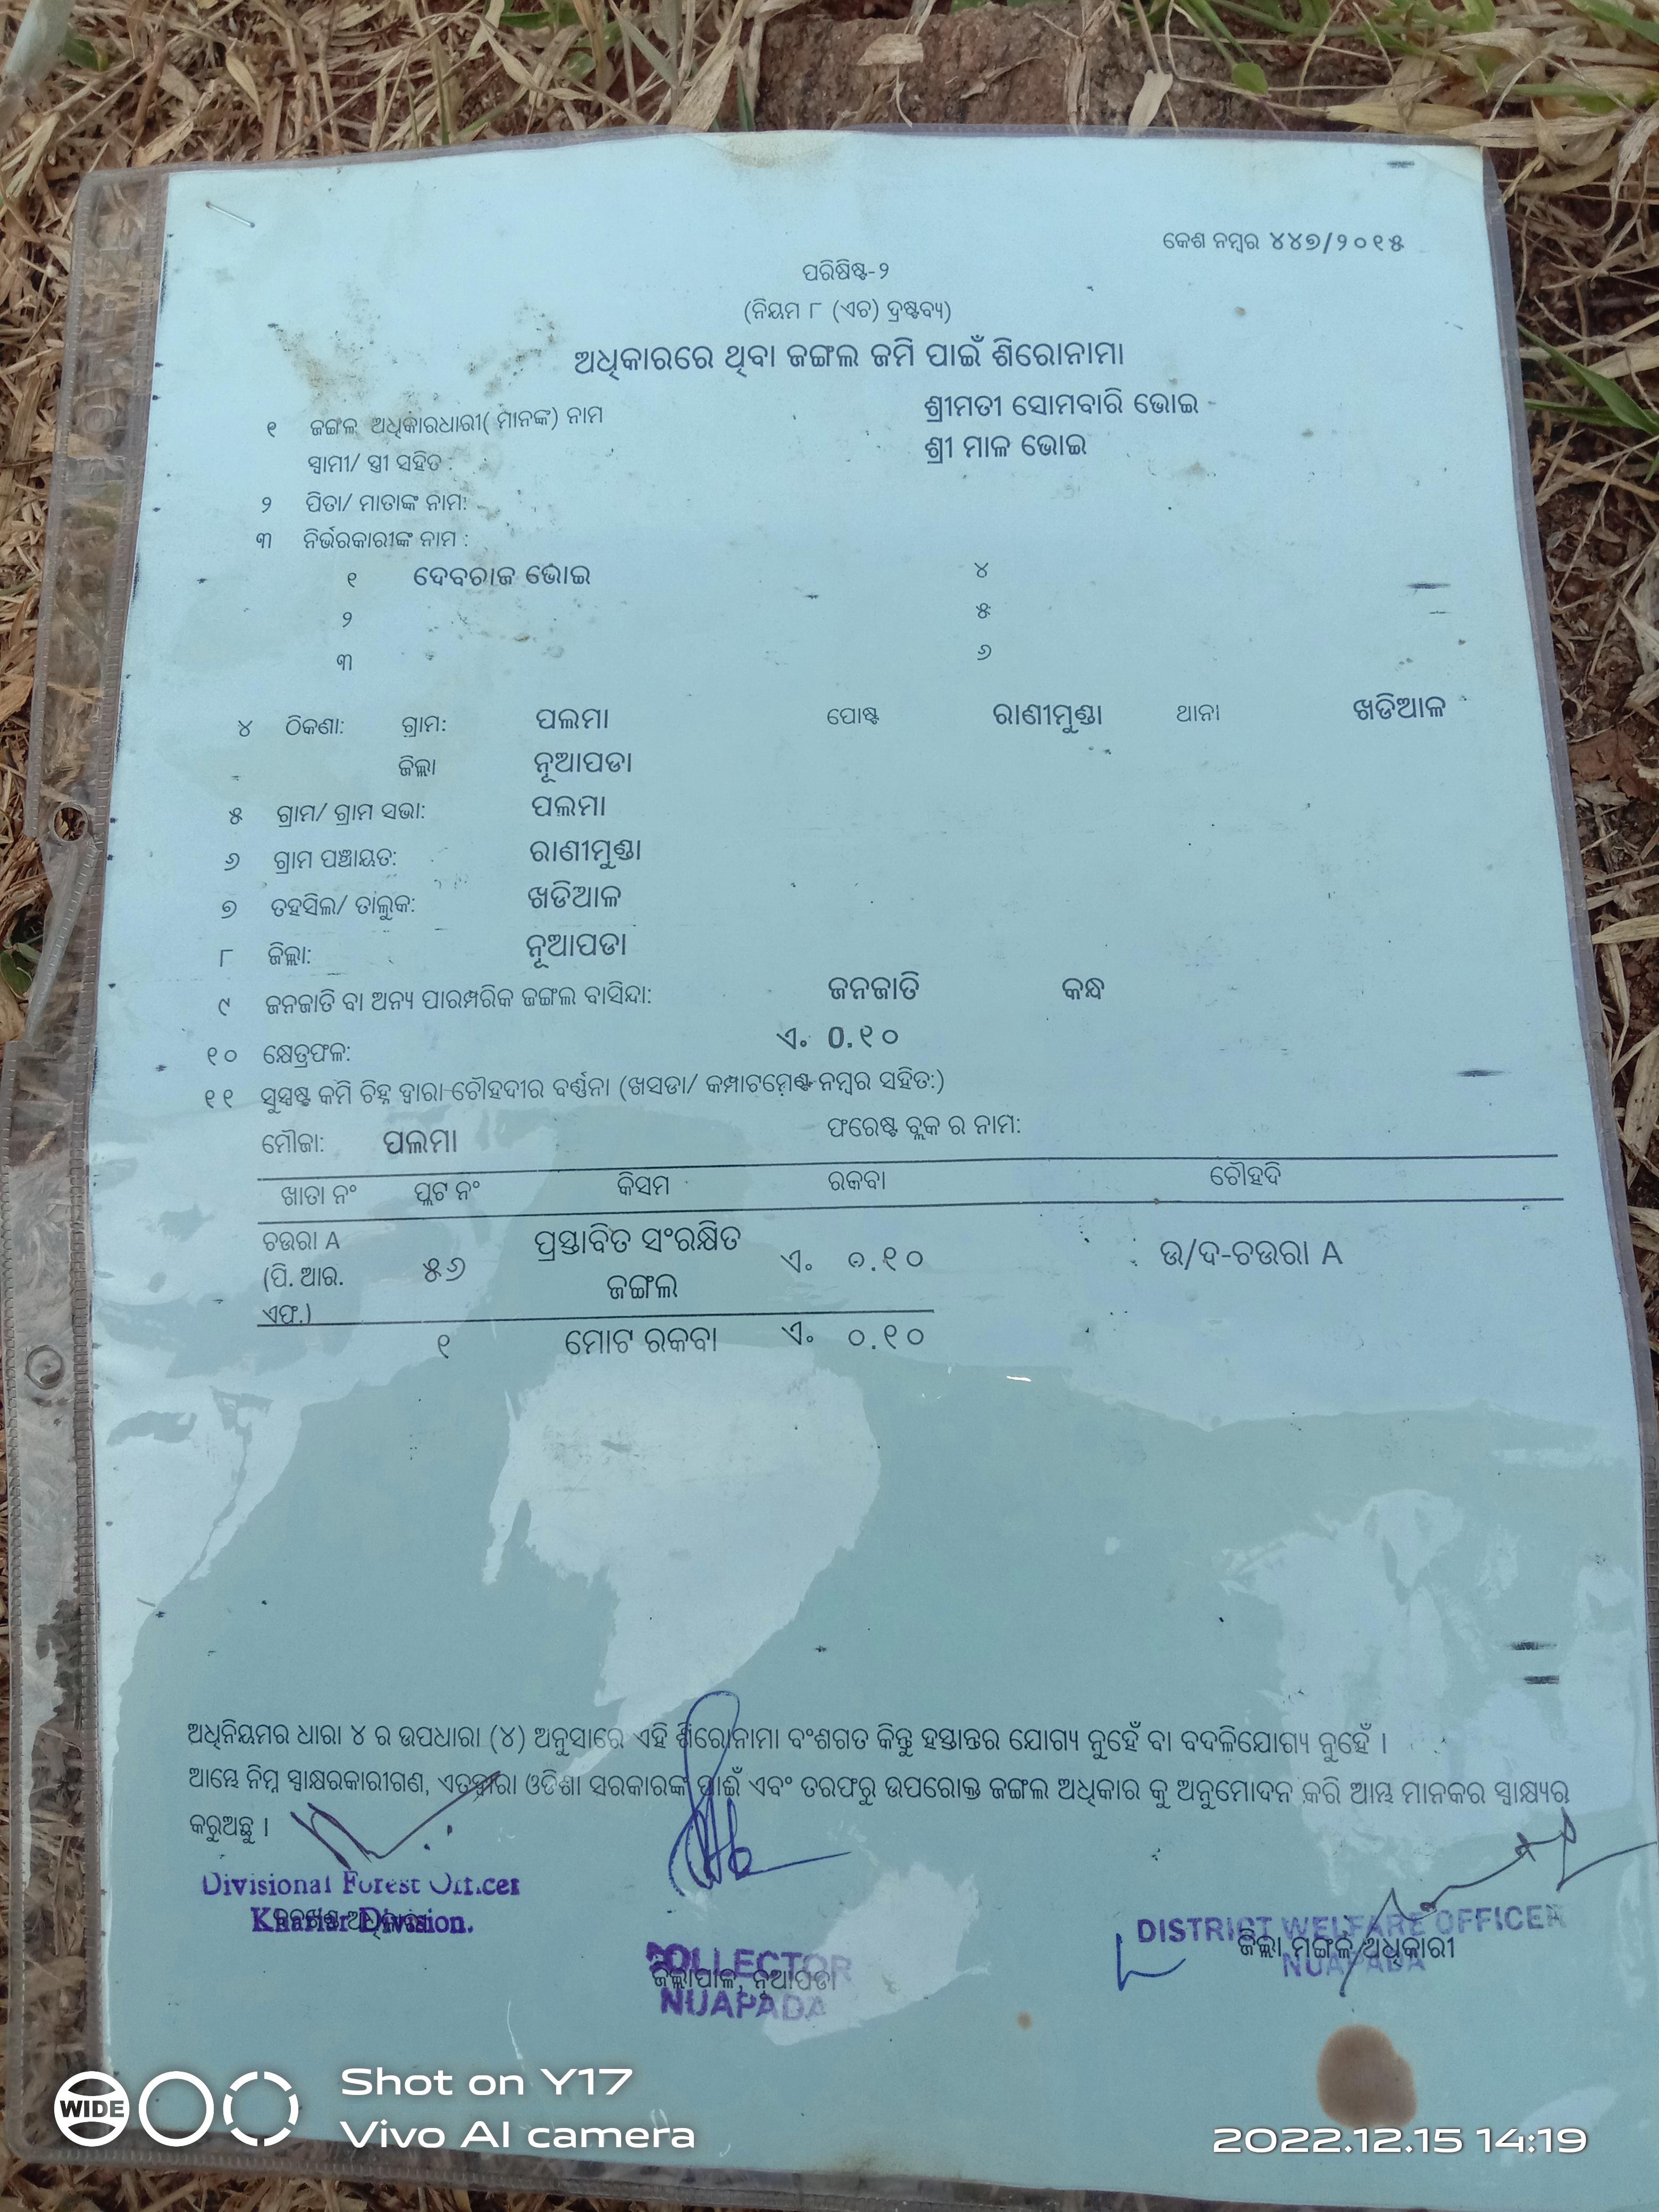 କେଶ ନମ୍ବର ୪୪୭/୨୦୧୫
ପରିଷିଷ୍ଟ-୨
(ନିୟମ ୮ (ଏଚ) ଦ୍ରଷ୍ଟବ୍ୟ)
ଅଧିକାରରେ ଥିବା ଜଙ୍ଗଲ ଜମି ପାଇଁ ଶିରୋନାମା
୧ ଜଙ୍ଗଲ ଅଧିକାରଧାରୀ( ମାନଙ୍କ) ନାମ ଶ୍ରୀମତୀ ସୋମବାରି ଭୋଇ
ସ୍ୱାମୀ/ ସ୍ତ୍ରୀ ସହିତ : ଶ୍ରୀ ମାଳ ଭୋଇ
୨ ପିତା/ ମାତାଙ୍କ ନାମ:
୩ ନିର୍ଭରକାରୀଙ୍କ ନାମ :
୧ ଦେବରାଜ ଭୋଇ ୪
୨ ୫
୩ ୬
୪ ଠିକଣା: ଗ୍ରାମ: ପଲମା ପୋଷ୍ଟ ରାଣୀମୁଣ୍ଡା ଥାନା ଖଡିଆଳ
ଜିଲ୍ଲା ନୂଆପଡା
୫ ଗ୍ରାମ/ ଗ୍ରାମ ସଭା: ପଲମା
୬ ଗ୍ରାମ ପଞ୍ଚାୟତ: ରାଣୀମୁଣ୍ଡା
୭ ତହସିଲ/ ତାଲୁକ: ଖଡିଆଳ
୮ ଜିଲ୍ଲା: ନୂଆପଡା
୯ ଜନଜାତି ବା ଅନ୍ୟ ପାରମ୍ପରିକ ଜଙ୍ଗଲ ବାସିନ୍ଦା: ଜନଜାତି କନ୍ଧ
୧୦ କ୍ଷେତ୍ରଫଳ: ଏଂ 0.୧୦
୧୧ ସୁସ୍ପଷ୍ଟ ଜମି ଚିହ୍ନ ଦ୍ୱାରା ଚୌହଦୀର ବର୍ଣ୍ଣନା (ଖସଡା/ କମ୍ପାଟମେଣ୍ଟ ନମ୍ବର ସହିତ:)
ମୌଜା: ପଲମା ଫରେଷ୍ଟ ବ୍ଲକ ର ନାମ:
ଖାତା ନଂ ପ୍ଲଟ ନଂ କିସମ ରକବା ଚୌହଦି
ଚଉରା A
(ପି. ଆର.
ଏଫ୍.) ୫୬ ପ୍ରସ୍ତାବିତ ସଂରକ୍ଷିତ
ଜଙ୍ଗଲ ଏଂ ୦.୧୦ ଉ/ଦ-ଚଉରା A
୧ ମୋଟ ରକବା ଏଂ ୦.୧୦
ଅଧିନିୟମର ଧାରା ୪ ର ଉପଧାରା (୪) ଅନୁସାରେ ଏହି ଶିରୋନାମା ବଂଶଗତ କିନ୍ତୁ ହସ୍ତାନ୍ତର ଯୋଗ୍ୟ ନୁହେଁ ବା ବଦଳିଯୋଗ୍ୟ ନୁହେଁ ।
ଆମ୍ଭେ ନିମ୍ନ ସ୍ୱାକ୍ଷରକାରୀଗଣ, ଏତଦ୍ୱାରା ଓଡିଶା ସରକାରଙ୍କ ପାଇଁ ଏବଂ ତରଫରୁ ଉପରୋକ୍ତ ଜଙ୍ଗଲ ଅଧିକାର କୁ ଅନୁମୋଦନ କରି ଆମ୍ଭ ମାନକର ସ୍ୱାକ୍ଷ୍ୟର
କରୁଅଛୁ ।
Divisional Forest Officer
Khariar Division.
COLLECTOR
ଜିଲ୍ଲାପାଳ, ନୂଆପଡା
NUAPADA
DISTRICT WELFARE OFFICER
ଜିଲ୍ଲା ମଙ୍ଗଳ ଅଧିକାରୀ
NUAPADA
WIDE
Shot on Y17
Vivo AI camera
2022.12.15 14:19